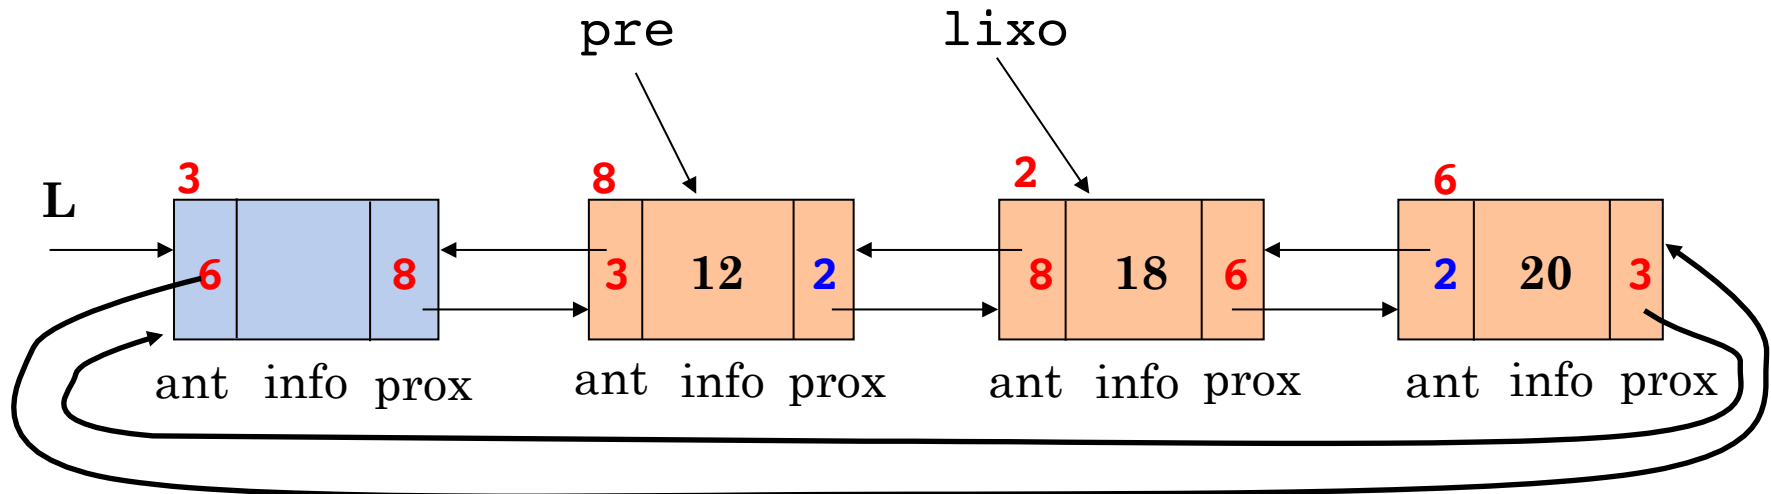 pre lixo
3 8 2 6
L
6 8 3 12 2 8 18 6 2 20 3
ant info prox ant info prox ant info prox ant info prox